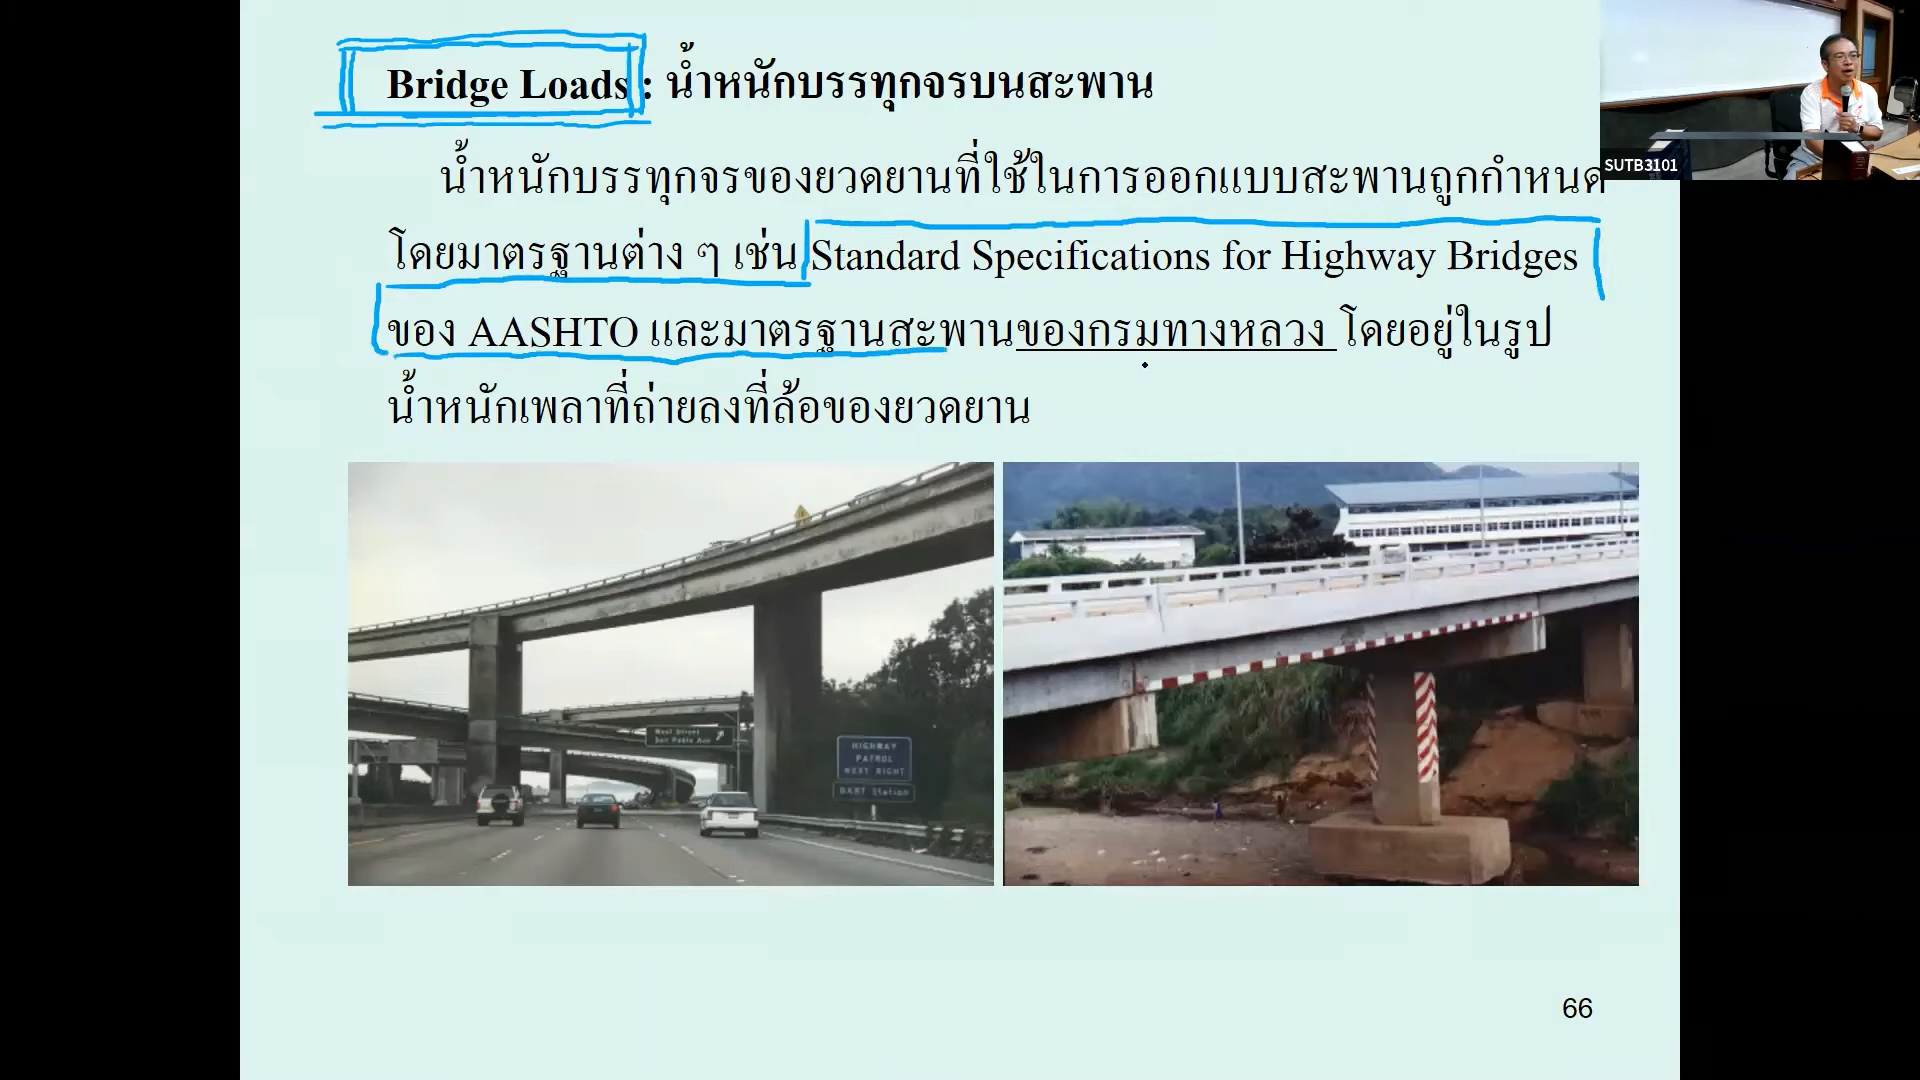 Bridge Loads : น้ำหนักบรรทุกจรบนสะพาน
น้ำหนักบรรทุกจรของยวดยานที่ใช้ในการออกแบบสะพานถูกกำหนด
โดยมาตรฐานต่าง ๆ เช่น Standard Specifications for Highway Bridges
ของ AASHTO และมาตรฐานสะพานของกรมทางหลวง โดยอยู่ในรูป
น้ำหนักเพลาที่ถ่ายลงที่ล้อของยวดยาน
SUTB3101
West Street
San Pablo Ave
HIGHWAY
PATROL
NEXT RIGHT
BART Station
66